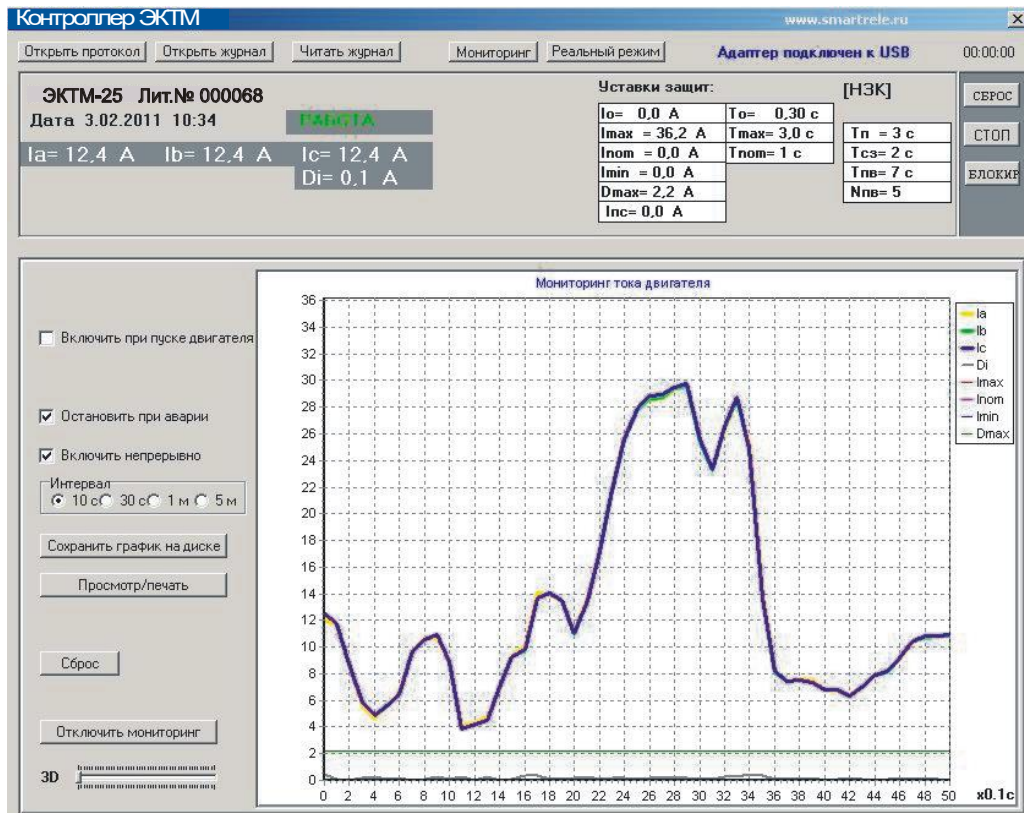 Контроллер ЭКТМ www.smartrele.ru
Открыть протокол Открыть журнал Читать журнал Мониторинг Реальный режим Адаптер подключен к USB 00:00:00
ЭКТМ-25 Лит.№ 000068
Дата 3.02.2011 10:34 РАБОТА
Ia= 12,4 A Ib= 12,4 A Ic= 12,4 A
Di= 0,1 A
Уставки защит: [НЗК]
Io= 0,0 A To= 0,30 c
Imax = 36,2 A Tmax= 3,0 c Tп = 3 c
Inom = 0,0 A Tnom= 1 c Tсз= 2 c
Imin = 0,0 A Tпв= 7 c
Dmax= 2,2 A Nпв= 5
Inc= 0,0 A
СБРОС
СТОП
БЛОКИР
Включить при пуске двигателя
Остановить при аварии
Включить непрерывно
Интервал
10 с 30 с 1 м 5 м
Сохранить график на диске
Просмотр/печать
Сброс
Отключить мониторинг
3D
Мониторинг тока двигателя
36
34
32
30
28
26
24
22
20
18
16
14
12
10
8
6
4
2
0
0 2 4 6 8 10 12 14 16 18 20 22 24 26 28 30 32 34 36 38 40 42 44 46 48 50 x0.1c
Ia
Ib
Ic
Di
Imax
Inom
Imin
Dmax